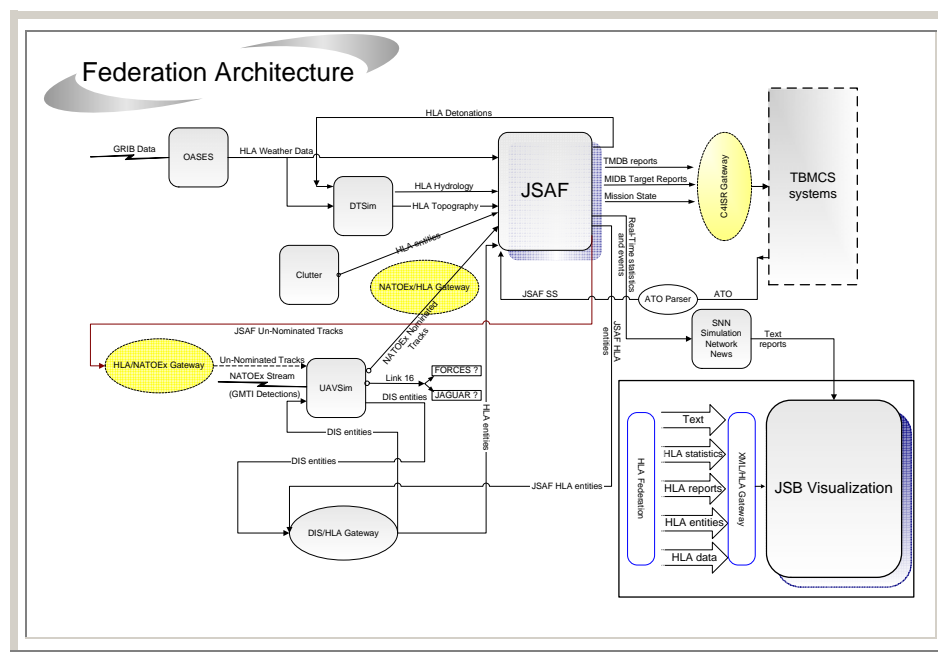 Federation Architecture
HLA Detonations
GRIB Data
OASES
HLA Weather Data
JSAF
TMDB reports
MIDB Target Reports
Mission State
C4ISR Gateway
TBMCS
systems
DTSim
HLA Hydrology
HLA Topography
HLA entities
Clutter
NATOEx/HLA Gateway
NATOEx Nominated
Tracks
Real-Time statistics
and events
JSAF SS
ATO Parser
ATO
JSAF Un-Nominated Tracks
JSAF HLA
entities
SNN
Simulation
Network
News
Text
reports
HLA/NATOEx Gateway
Un-Nominated Tracks
NATOEx Stream
(GMTI Detections)
UAVSim
Link 16
FORCES ?
JAGUAR ?
DIS entities
DIS entities
DIS entities
HLA entities
JSAF HLA entities
DIS/HLA Gateway
HLA Federation
Text
HLA statistics
HLA reports
HLA entities
HLA data
XML/HLA Gateway
JSB Visualization